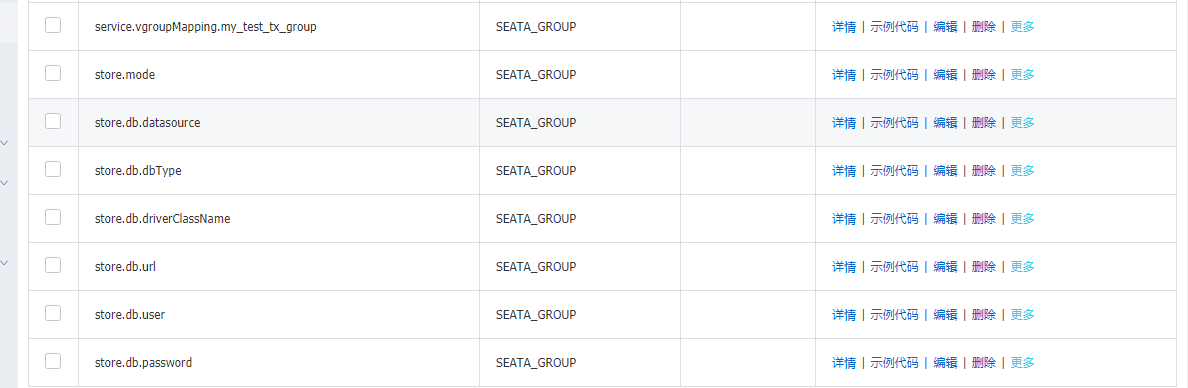 service.vgroupMapping.my_test_tx_group SEATA_GROUP 详情 | 示例代码 | 编辑 | 删除 | 更多
store.mode SEATA_GROUP 详情 | 示例代码 | 编辑 | 删除 | 更多
store.db.datasource SEATA_GROUP 详情 | 示例代码 | 编辑 | 删除 | 更多
store.db.dbType SEATA_GROUP 详情 | 示例代码 | 编辑 | 删除 | 更多
store.db.driverClassName SEATA_GROUP 详情 | 示例代码 | 编辑 | 删除 | 更多
store.db.url SEATA_GROUP 详情 | 示例代码 | 编辑 | 删除 | 更多
store.db.user SEATA_GROUP 详情 | 示例代码 | 编辑 | 删除 | 更多
store.db.password SEATA_GROUP 详情 | 示例代码 | 编辑 | 删除 | 更多